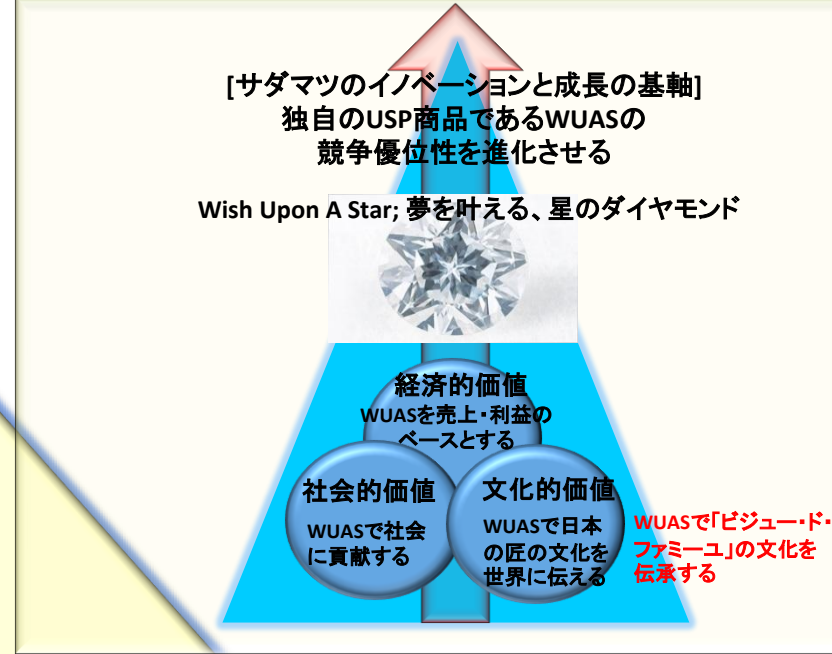 [サダマツのイノベーションと成長の基軸]
独自のUSP商品であるWUASの
競争優位性を進化させる
Wish Upon A Star; 夢を叶える、星のダイヤモンド
経済的価値
WUASを売上・利益の
ベースとする
社会的価値
WUASで社会
に貢献する
文化的価値
WUASで日本
の匠の文化を
世界に伝える
WUASで「ビジュー・ド・
ファミーユ」の文化を
伝承する